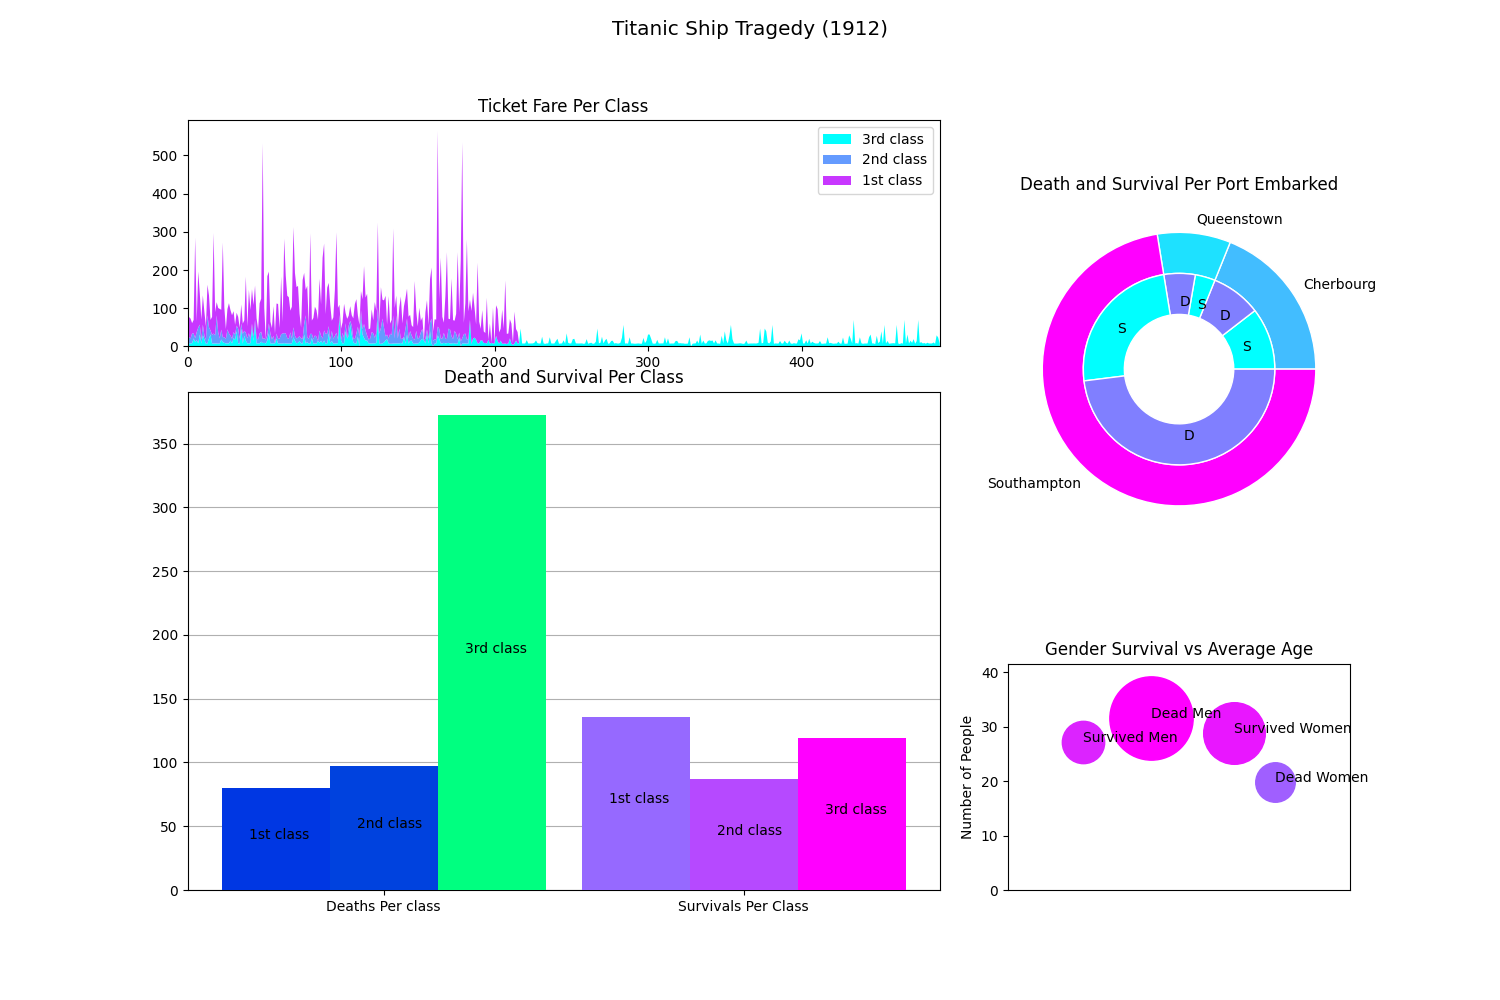 Titanic Ship Tragedy (1912)
Ticket Fare Per Class
500
400
300
200
100
0
0 100 200 300 400
3rd class
2nd class
1st class
Death and Survival Per Class
350
300
250
200
150
100
50
0
1st class
2nd class
3rd class
1st class
2nd class
3rd class
Deaths Per class
Survivals Per Class
Death and Survival Per Port Embarked
Queenstown
Cherbourg
Southampton
D
S
D
S
S
D
Gender Survival vs Average Age
Number of People
40
30
20
10
0
Dead Men
Survived Men
Survived Women
Dead Women